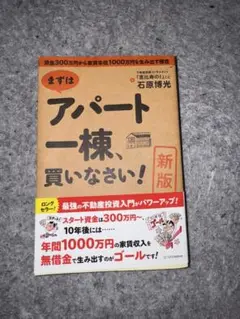 資金300万円から家賃年収1000万円を生み出す極意
まずは
アパート
一棟、
買いなさい!
石原博光
新版
ロング
セラー!
最強の不動産投資入門がパワーアップ!
スタート資金は300万円〜、
10年後には……
年間1000万円の家賃収入を
無借金で生み出すのがゴールです!